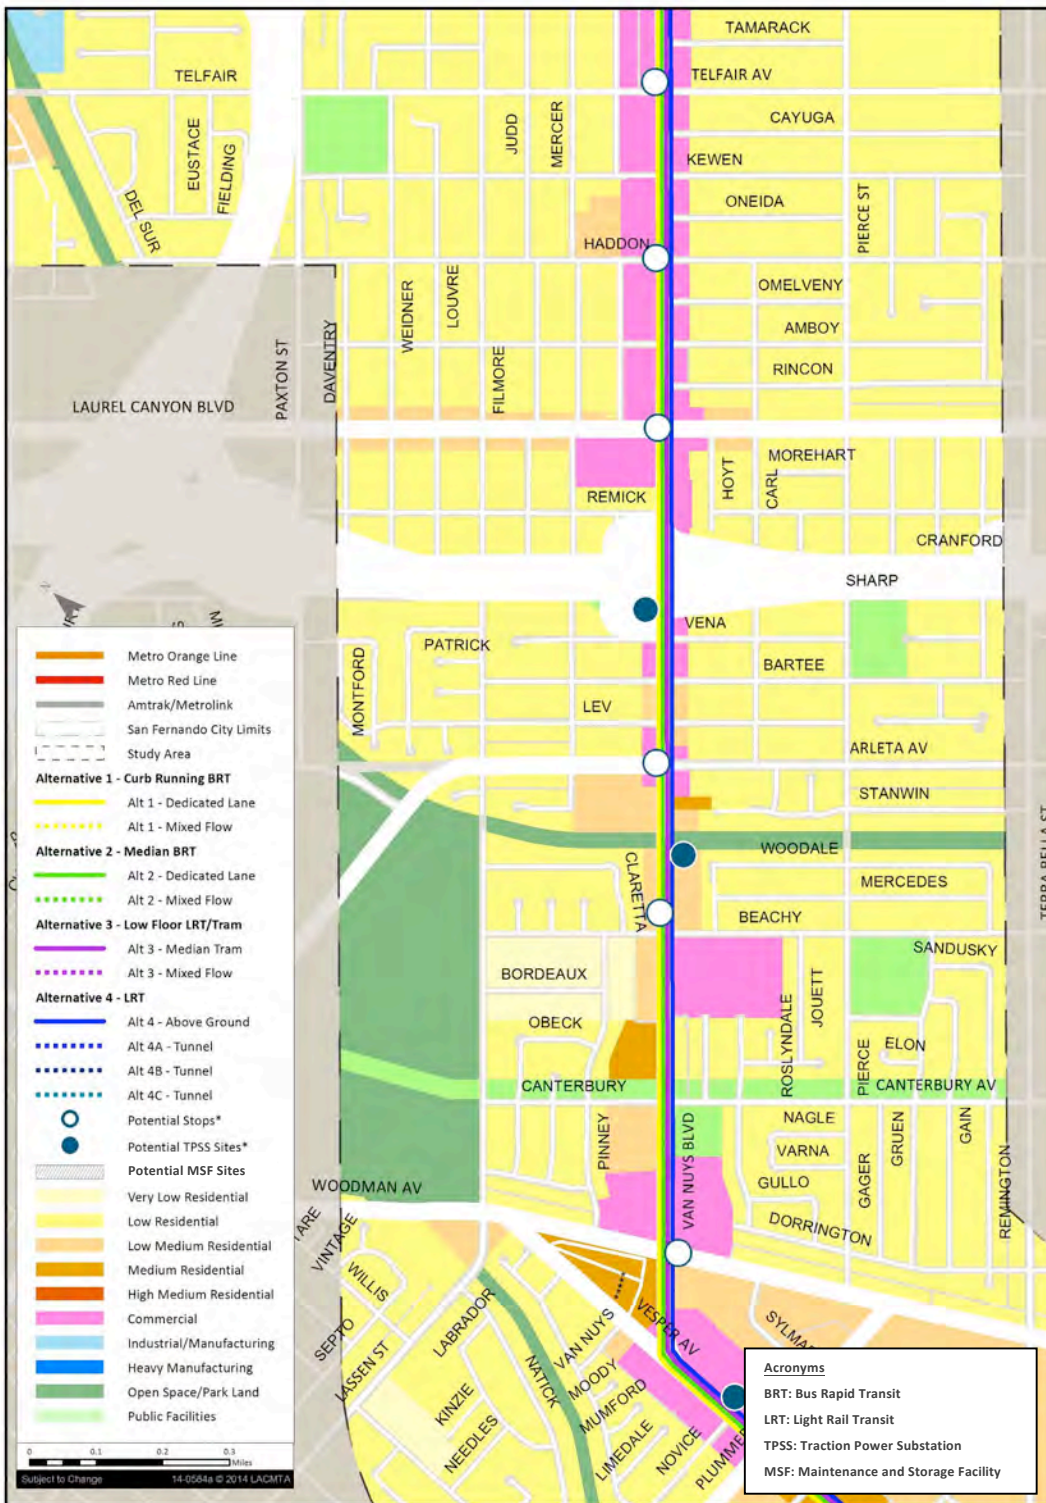 TAMARACK
TELFAIR
TELFAIR AV
CAYUGA
JUDD
MERCER
EUSTACE
FIELDING
KEWEN
ONEIDA
DEL SUR
PIERCE ST
HADDON
OMELVENY
WEIDNER
LOUVRE
AMBOY
PAXTON ST
DAVENTRY
FILMORE
RINCON
LAUREL CANYON BLVD
MOREHART
HOYT
CARL
REMICK
CRANFORD
SHARP
N
VENA
PATRICK
BARTEE
MONTFORD
LEV
ARLETA AV
STANWIN
WOODALE
TERRA BELLA ST
CLARETTA
MERCEDES
BEACHY
SANDUSKY
BORDEAUX
JOUETT
OBECK
ROSLYNDALE
ELON
PIERCE
CANTERBURY
CANTERBURY AV
NAGLE
GRUEN
GAIN
PINNEY
VAN NUYS BLVD
VARNA
GAGER
REMINGTON
WOODMAN AV
GULLO
DORRINGTON
VINTAGE
WILLIS
SEPTO
LASSEN ST
LABRADOR
VAN NUYS
VESPER AV
NATICK
MOODY
KINZIE
MUMFORD
NEEDLES
LIMEDALE
NOVICE
Metro Orange Line
Metro Red Line
Amtrak/Metrolink
San Fernando City Limits
Study Area
Alternative 1 - Curb Running BRT
Alt 1 - Dedicated Lane
Alt 1 - Mixed Flow
Alternative 2 - Median BRT
Alt 2 - Dedicated Lane
Alt 2 - Mixed Flow
Alternative 3 - Low Floor LRT/Tram
Alt 3 - Median Tram
Alt 3 - Mixed Flow
Alternative 4 - LRT
Alt 4 - Above Ground
Alt 4A - Tunnel
Alt 4B - Tunnel
Alt 4C - Tunnel
Potential Stops*
Potential TPSS Sites*
Potential MSF Sites
Very Low Residential
Low Residential
Low Medium Residential
Medium Residential
High Medium Residential
Commercial
Industrial/Manufacturing
Heavy Manufacturing
Open Space/Park Land
Public Facilities
0 0.1 0.2 0.3
Miles
Subject to Change 14-0584a © 2014 LACMTA
Acronyms
BRT: Bus Rapid Transit
LRT: Light Rail Transit
TPSS: Traction Power Substation
MSF: Maintenance and Storage Facility